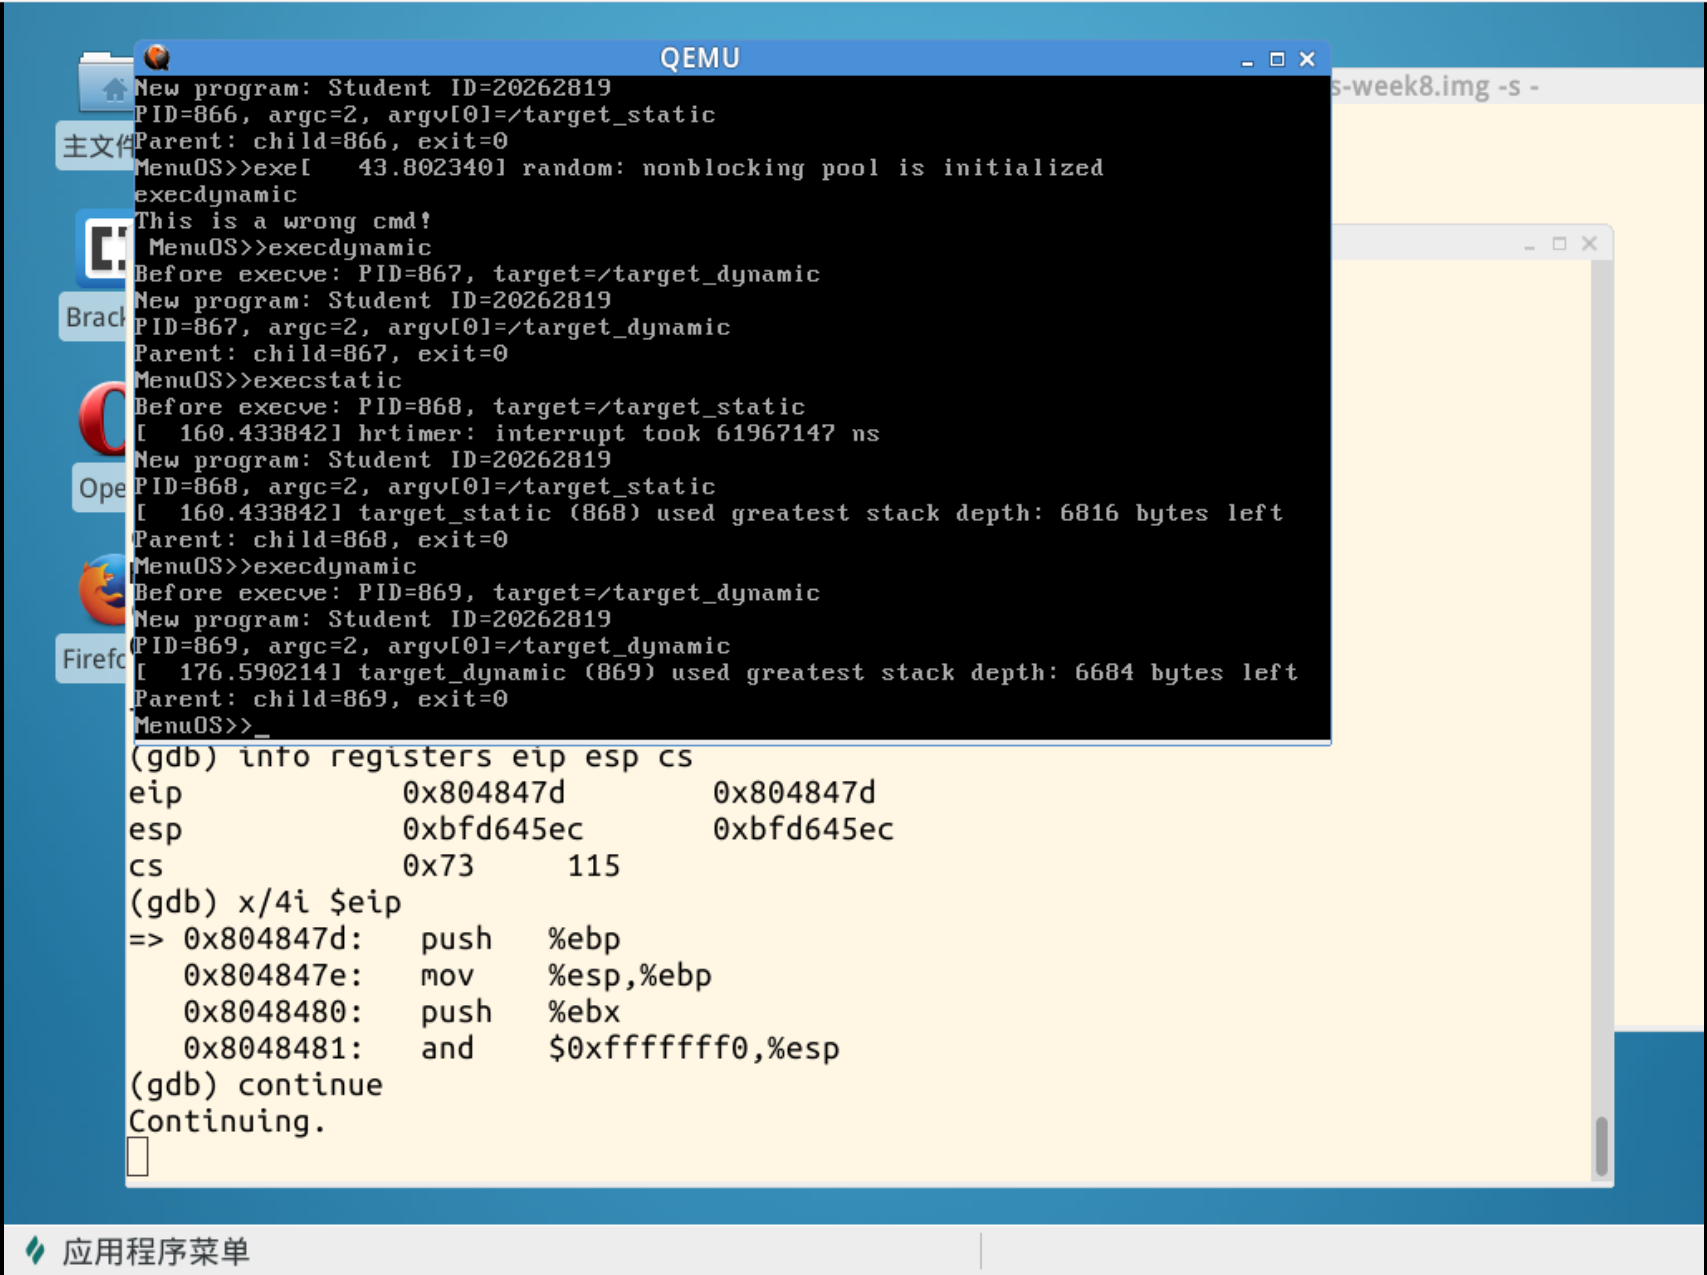 QEMU
s-week8.img -s -
New program: Student ID=20262819
PID=866, argc=2, argv[0]=/target_static
Parent: child=866, exit=0
MenuOS>>exe[   43.802340] random: nonblocking pool is initialized
execdynamic
This is a wrong cmd!
 MenuOS>>execdynamic
Before execve: PID=867, target=/target_dynamic
New program: Student ID=20262819
PID=867, argc=2, argv[0]=/target_dynamic
Parent: child=867, exit=0
MenuOS>>execstatic
Before execve: PID=868, target=/target_static
[  160.433842] hrtimer: interrupt took 61967147 ns
New program: Student ID=20262819
PID=868, argc=2, argv[0]=/target_static
[  160.433842] target_static (868) used greatest stack depth: 6816 bytes left
Parent: child=868, exit=0
MenuOS>>execdynamic
Before execve: PID=869, target=/target_dynamic
New program: Student ID=20262819
PID=869, argc=2, argv[0]=/target_dynamic
[  176.590214] target_dynamic (869) used greatest stack depth: 6684 bytes left
Parent: child=869, exit=0
MenuOS>>_
主文件
Brack
Ope
Firefo
(gdb) info registers eip esp cs
eip            0x804847d        0x804847d
esp            0xbfd645ec       0xbfd645ec
cs             0x73     115
(gdb) x/4i $eip
=> 0x804847d:   push   %ebp
   0x804847e:   mov    %esp,%ebp
   0x8048480:   push   %ebx
   0x8048481:   and    $0xfffffff0,%esp
(gdb) continue
Continuing.
应用程序菜单